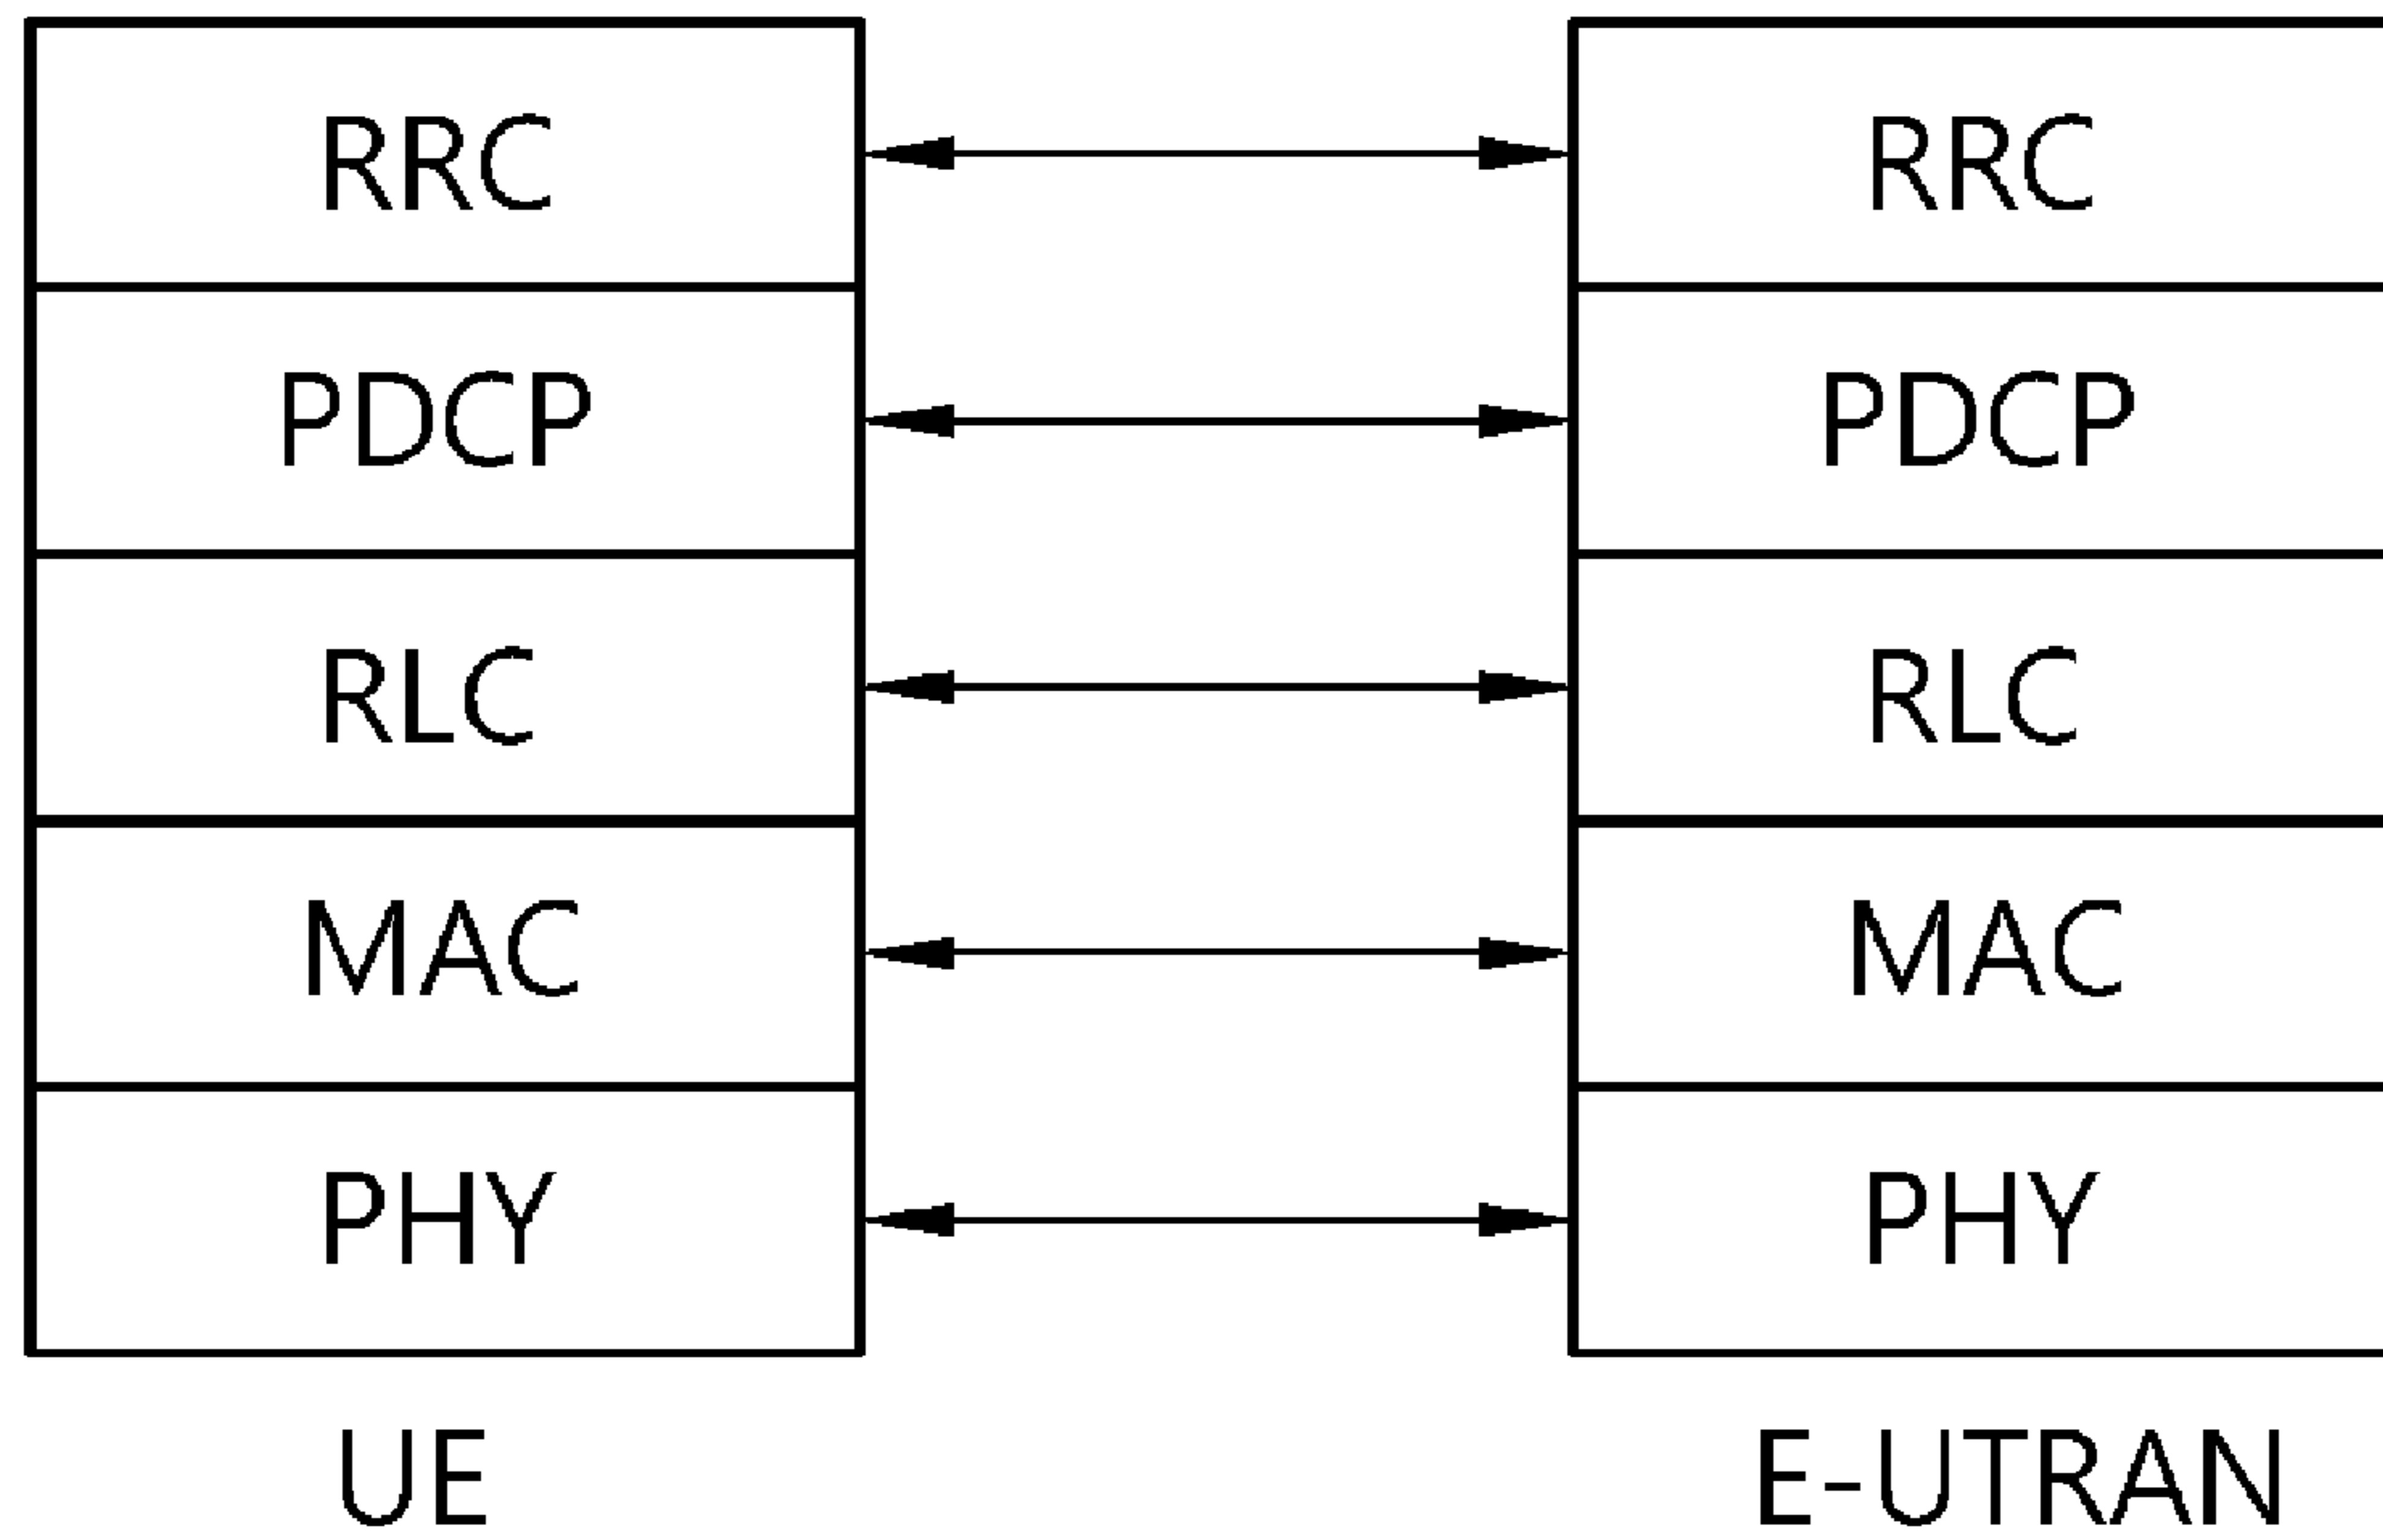 RRC RRC
PDCP PDCP
RLC RLC
MAC MAC
PHY PHY
UE E-UTRAN